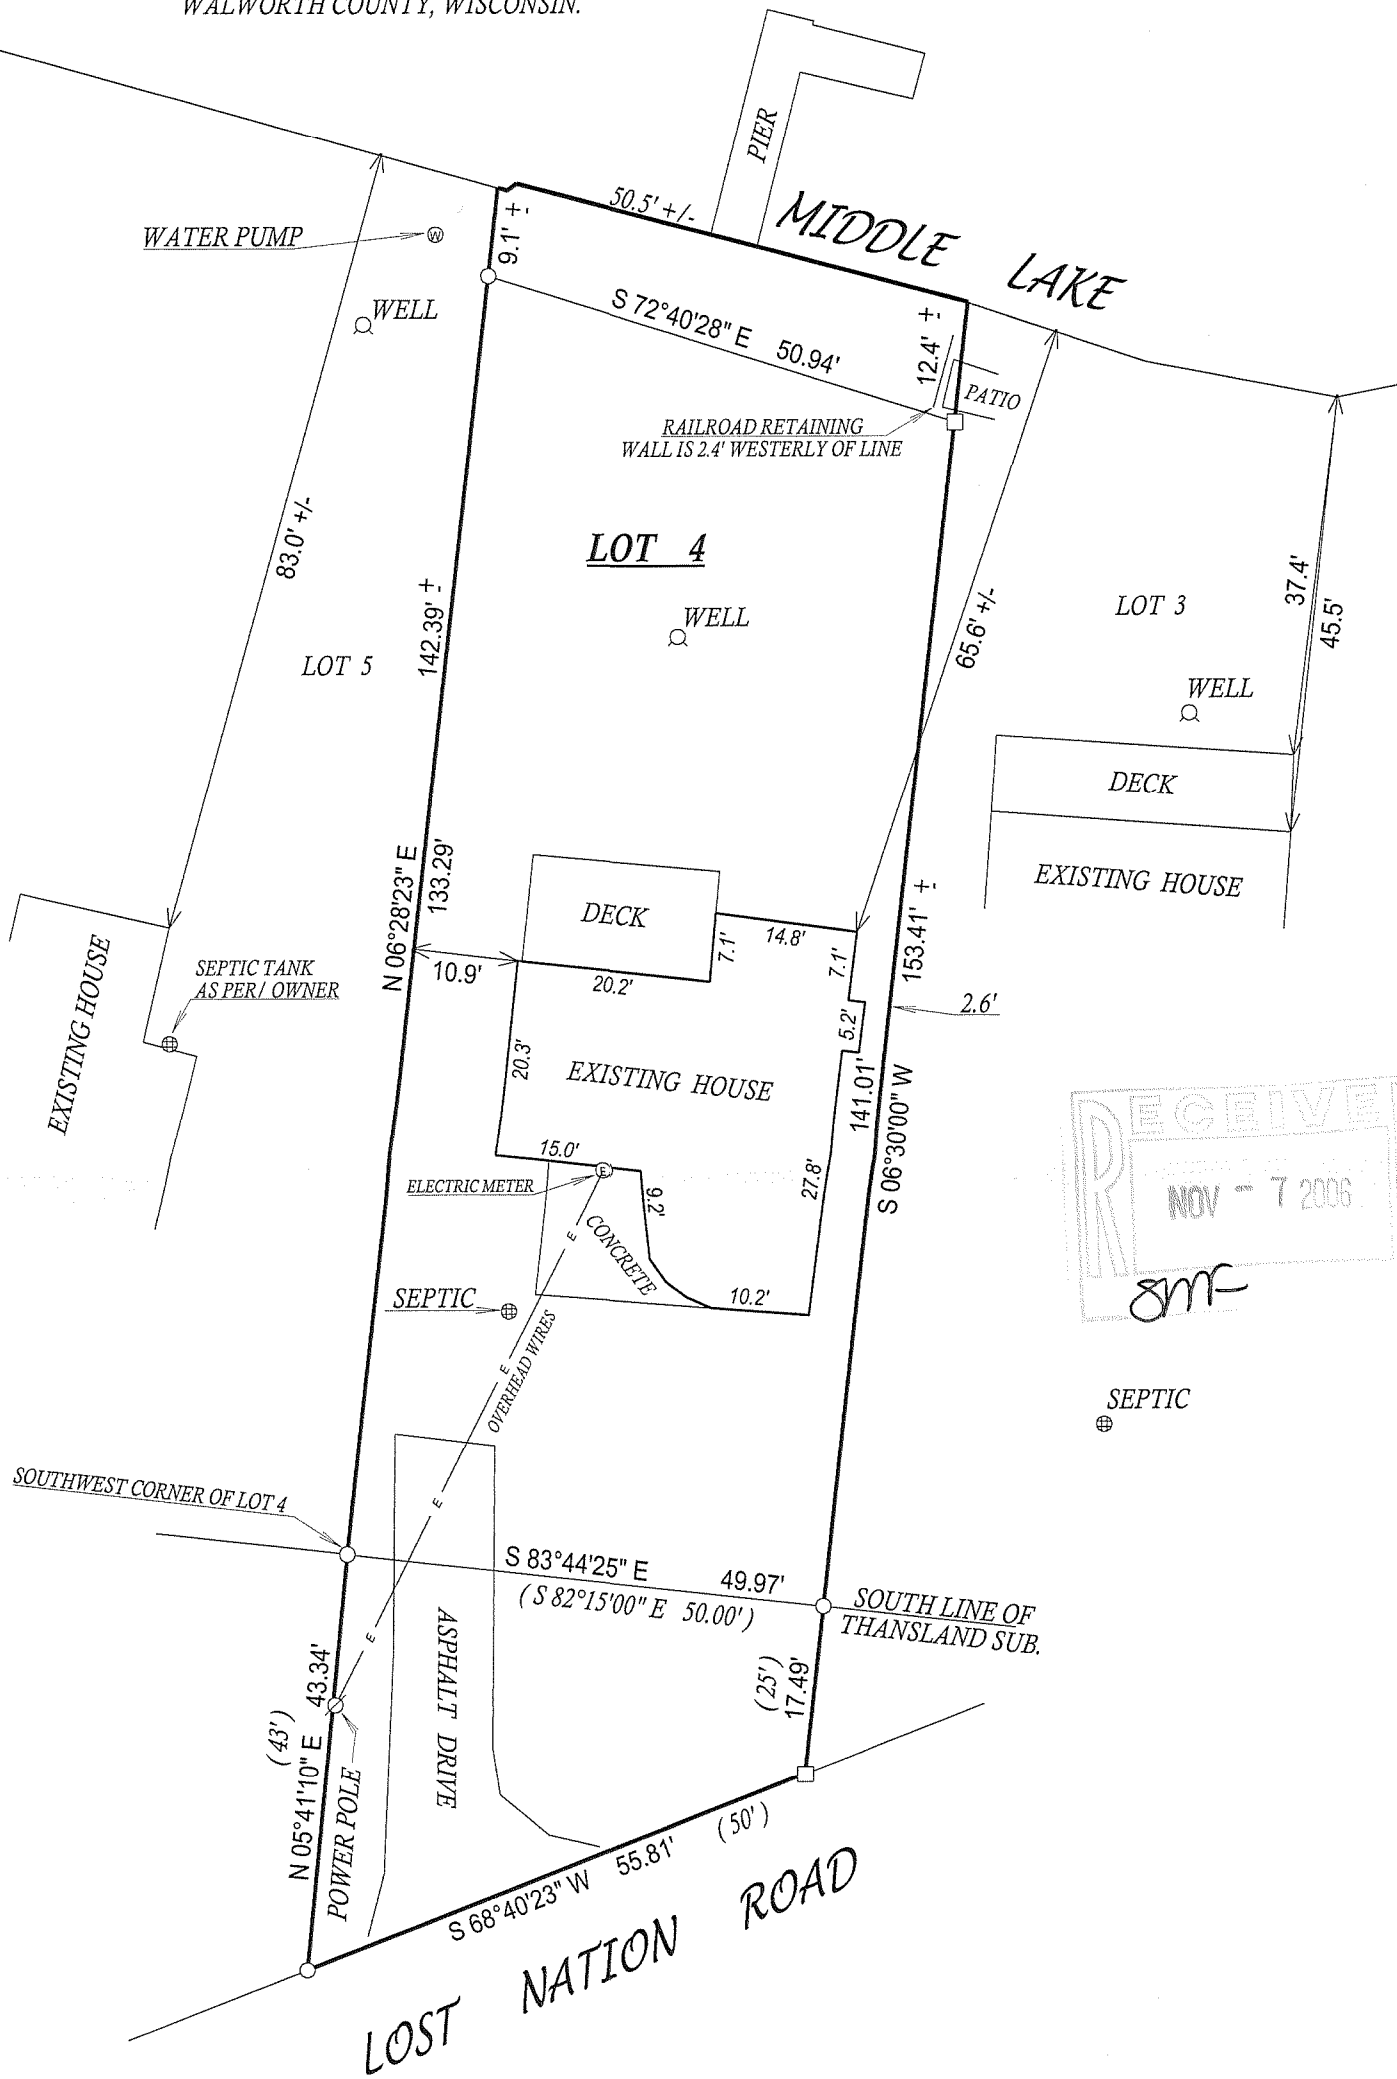 WALWORTH COUNTY, WISCONSIN.
PIER
50.5' +/-
MIDDLE LAKE
9.1' +-
WATER PUMP
W
WELL
S 72°40'28" E 50.94'
12.4' +-
PATIO
RAILROAD RETAINING
WALL IS 2.4' WESTERLY OF LINE
83.0' +/-
LOT 4
142.39' +-
WELL
65.6' +/-
LOT 3
37.4'
45.5'
LOT 5
WELL
DECK
EXISTING HOUSE
N 06°28'23" E
133.29'
DECK
14.8'
7.1'
7.1'
153.41' +-
10.9'
20.2'
SEPTIC TANK
AS PER/ OWNER
EXISTING HOUSE
2.6'
5.2'
20.3'
EXISTING HOUSE
141.01'
S 06°30'00" W
RECEIVE
NOV - 7 2006
SMF
15.0'
E
ELECTRIC METER
9.2'
27.8'
CONCRETE
E
10.2'
SEPTIC
E
OVERHEAD WIRES
SEPTIC
SOUTHWEST CORNER OF LOT 4
E
S 83°44'25" E 49.97'
( S 82°15'00" E 50.00' )
SOUTH LINE OF
THANSLAND SUB.
E
ASPHALT DRIVE
43.34'
(43')
N 05°41'10" E
POWER POLE
(25')
17.49'
S 68°40'23" W 55.81'
(50')
LOST NATION ROAD